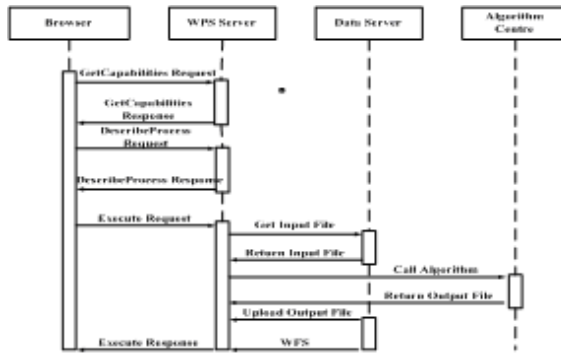 Browser
WPS Server
Data Server
Algorithm
Centre
GetCapabilities Request
GetCapabilities
Response
DescribeProcess
Request
DescribeProcess Response
Execute Request
Get Input File
Return Input File
Call Algorithm
Return Output File
Upload Output File
Execute Response
WFS